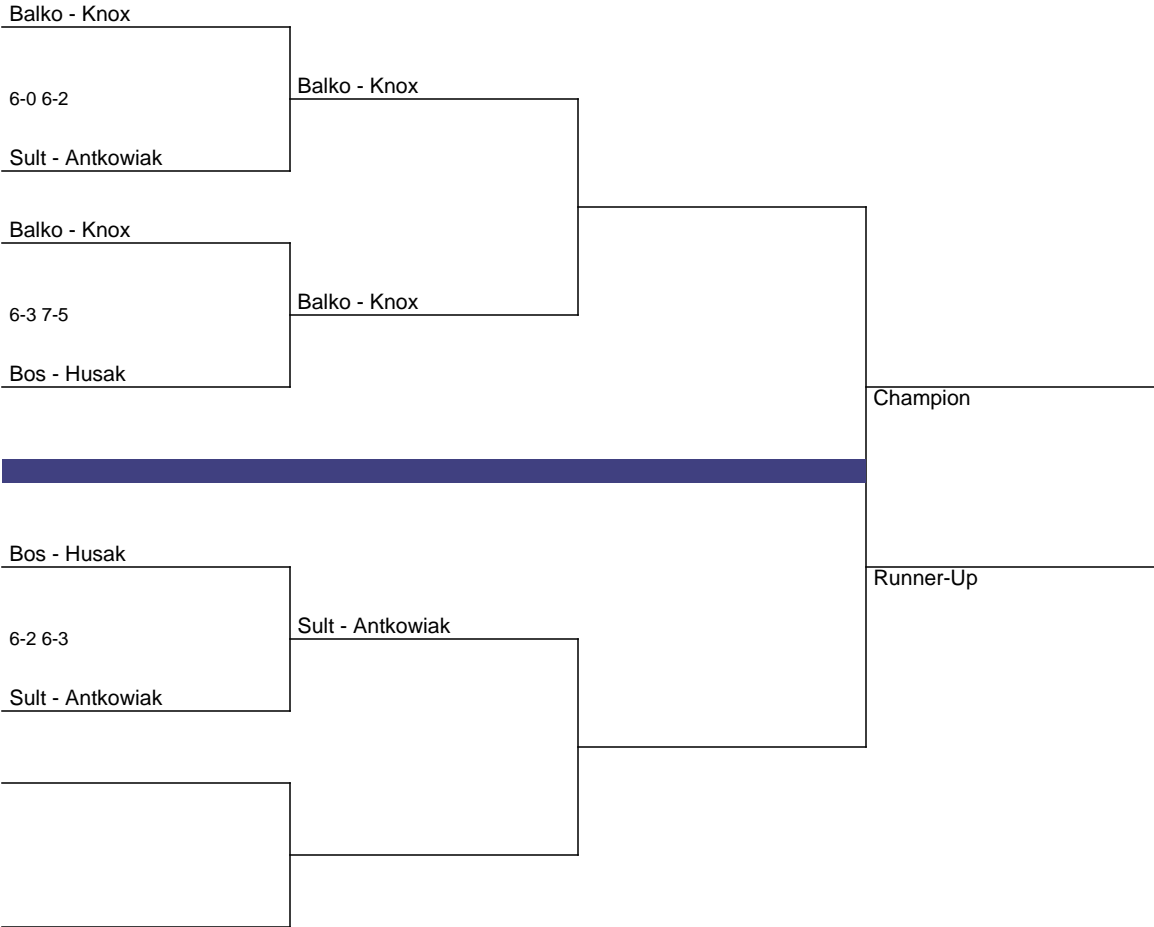 Balko - Knox
Balko - Knox
6-0 6-2
Sult - Antkowiak
Balko - Knox
Balko - Knox
6-3 7-5
Bos - Husak
Champion
Bos - Husak
Runner-Up
Sult - Antkowiak
6-2 6-3
Sult - Antkowiak